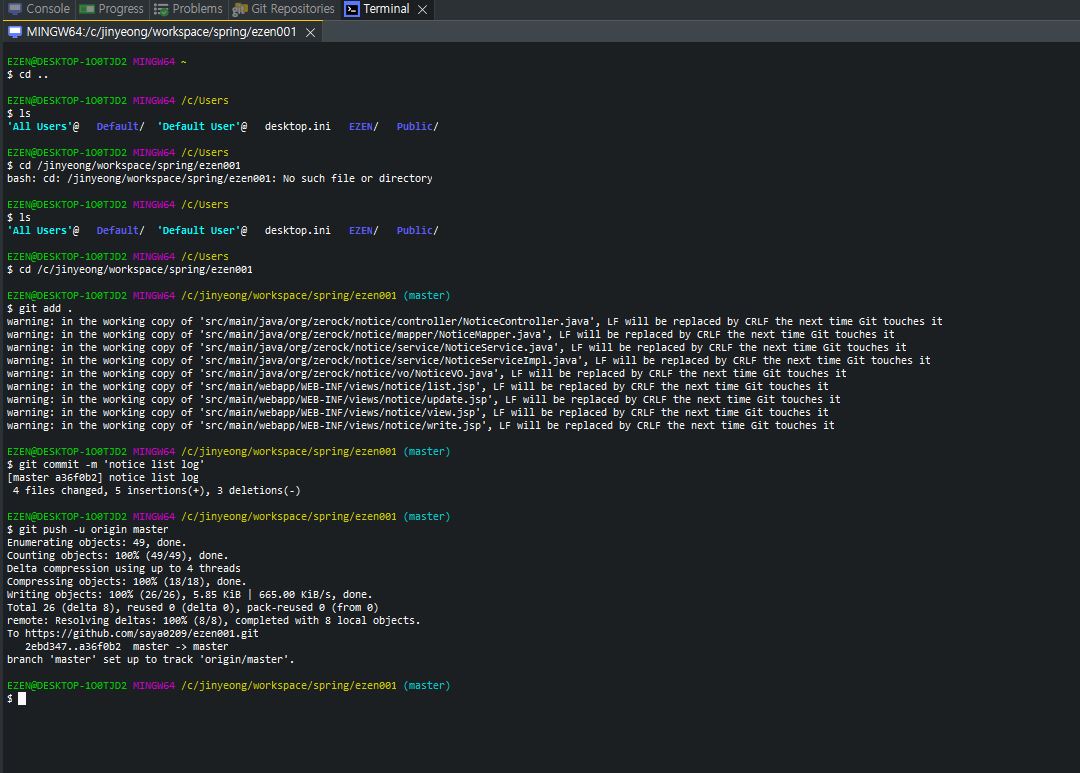 Console Progress Problems Git Repositories Terminal
MINGW64:/c/jinyeong/workspace/spring/ezen001
EZEN@DESKTOP-1O0TJD2 MINGW64 ~
$ cd ..
EZEN@DESKTOP-1O0TJD2 MINGW64 /c/Users
$ ls
'All Users'@ Default/ 'Default User'@ desktop.ini EZEN/ Public/
EZEN@DESKTOP-1O0TJD2 MINGW64 /c/Users
$ cd /jinyeong/workspace/spring/ezen001
bash: cd: /jinyeong/workspace/spring/ezen001: No such file or directory
EZEN@DESKTOP-1O0TJD2 MINGW64 /c/Users
$ ls
'All Users'@ Default/ 'Default User'@ desktop.ini EZEN/ Public/
EZEN@DESKTOP-1O0TJD2 MINGW64 /c/Users
$ cd /c/jinyeong/workspace/spring/ezen001
EZEN@DESKTOP-1O0TJD2 MINGW64 /c/jinyeong/workspace/spring/ezen001 (master)
$ git add .
warning: in the working copy of 'src/main/java/org/zerock/notice/controller/NoticeController.java', LF will be replaced by CRLF the next time Git touches it
warning: in the working copy of 'src/main/java/org/zerock/notice/mapper/NoticeMapper.java', LF will be replaced by CRLF the next time Git touches it
warning: in the working copy of 'src/main/java/org/zerock/notice/service/NoticeService.java', LF will be replaced by CRLF the next time Git touches it
warning: in the working copy of 'src/main/java/org/zerock/notice/service/NoticeServiceImpl.java', LF will be replaced by CRLF the next time Git touches it
warning: in the working copy of 'src/main/java/org/zerock/notice/vo/NoticeVO.java', LF will be replaced by CRLF the next time Git touches it
warning: in the working copy of 'src/main/webapp/WEB-INF/views/notice/list.jsp', LF will be replaced by CRLF the next time Git touches it
warning: in the working copy of 'src/main/webapp/WEB-INF/views/notice/update.jsp', LF will be replaced by CRLF the next time Git touches it
warning: in the working copy of 'src/main/webapp/WEB-INF/views/notice/view.jsp', LF will be replaced by CRLF the next time Git touches it
warning: in the working copy of 'src/main/webapp/WEB-INF/views/notice/write.jsp', LF will be replaced by CRLF the next time Git touches it
EZEN@DESKTOP-1O0TJD2 MINGW64 /c/jinyeong/workspace/spring/ezen001 (master)
$ git commit -m 'notice list log'
[master a36f0b2] notice list log
4 files changed, 5 insertions(+), 3 deletions(-)
EZEN@DESKTOP-1O0TJD2 MINGW64 /c/jinyeong/workspace/spring/ezen001 (master)
$ git push -u origin master
Enumerating objects: 49, done.
Counting objects: 100% (49/49), done.
Delta compression using up to 4 threads
Compressing objects: 100% (18/18), done.
Writing objects: 100% (26/26), 5.85 KiB | 665.00 KiB/s, done.
Total 26 (delta 8), reused 0 (delta 0), pack-reused 0 (from 0)
remote: Resolving deltas: 100% (8/8), completed with 8 local objects.
To https://github.com/saya0209/ezen001.git
2ebd347..a36f0b2 master -> master
branch 'master' set up to track 'origin/master'.
EZEN@DESKTOP-1O0TJD2 MINGW64 /c/jinyeong/workspace/spring/ezen001 (master)
$